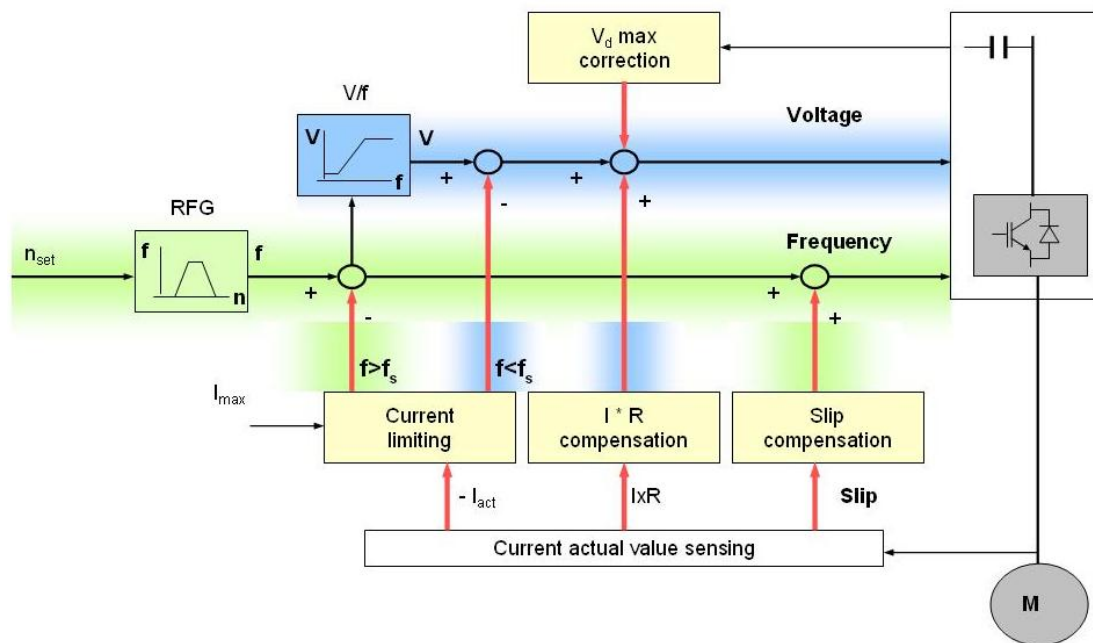 V_d max
correction
V/f
V
f
V
+
+
-
+
Voltage
RFG
n_set
f
n
f
+
-
Frequency
+
+
f>f_s
f<f_s
I_max
Current
limiting
I * R
compensation
Slip
compensation
- I_act
IxR
Slip
Current actual value sensing
M